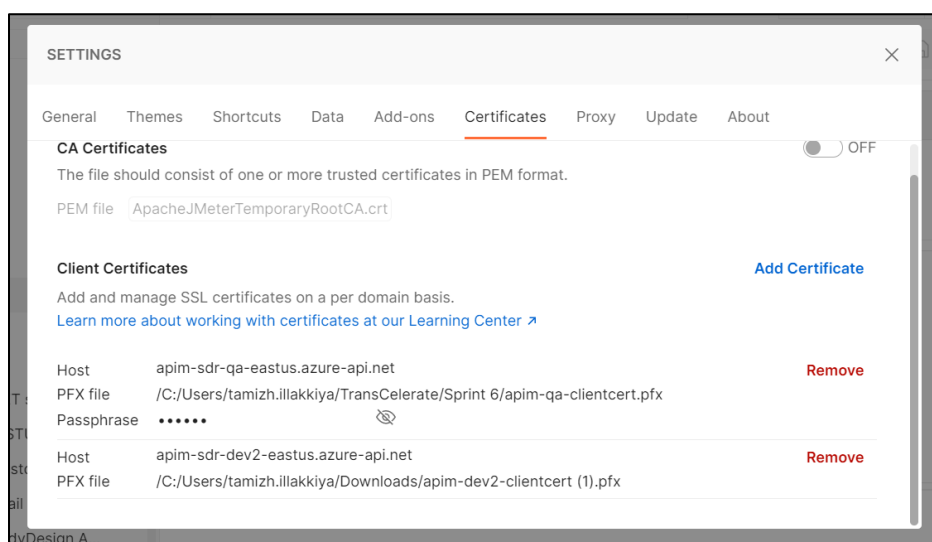 SETTINGS
General Themes Shortcuts Data Add-ons Certificates Proxy Update About
CA Certificates OFF
The file should consist of one or more trusted certificates in PEM format.
PEM file ApacheJMeterTemporaryRootCA.crt
Client Certificates Add Certificate
Add and manage SSL certificates on a per domain basis.
Learn more about working with certificates at our Learning Center ↗
Host apim-sdr-qa-eastus.azure-api.net Remove
PFX file /C:/Users/tamizh.illakkiya/TransCelerate/Sprint 6/apim-qa-clientcert.pfx
Passphrase ••••••
Host apim-sdr-dev2-eastus.azure-api.net Remove
PFX file /C:/Users/tamizh.illakkiya/Downloads/apim-dev2-clientcert (1).pfx